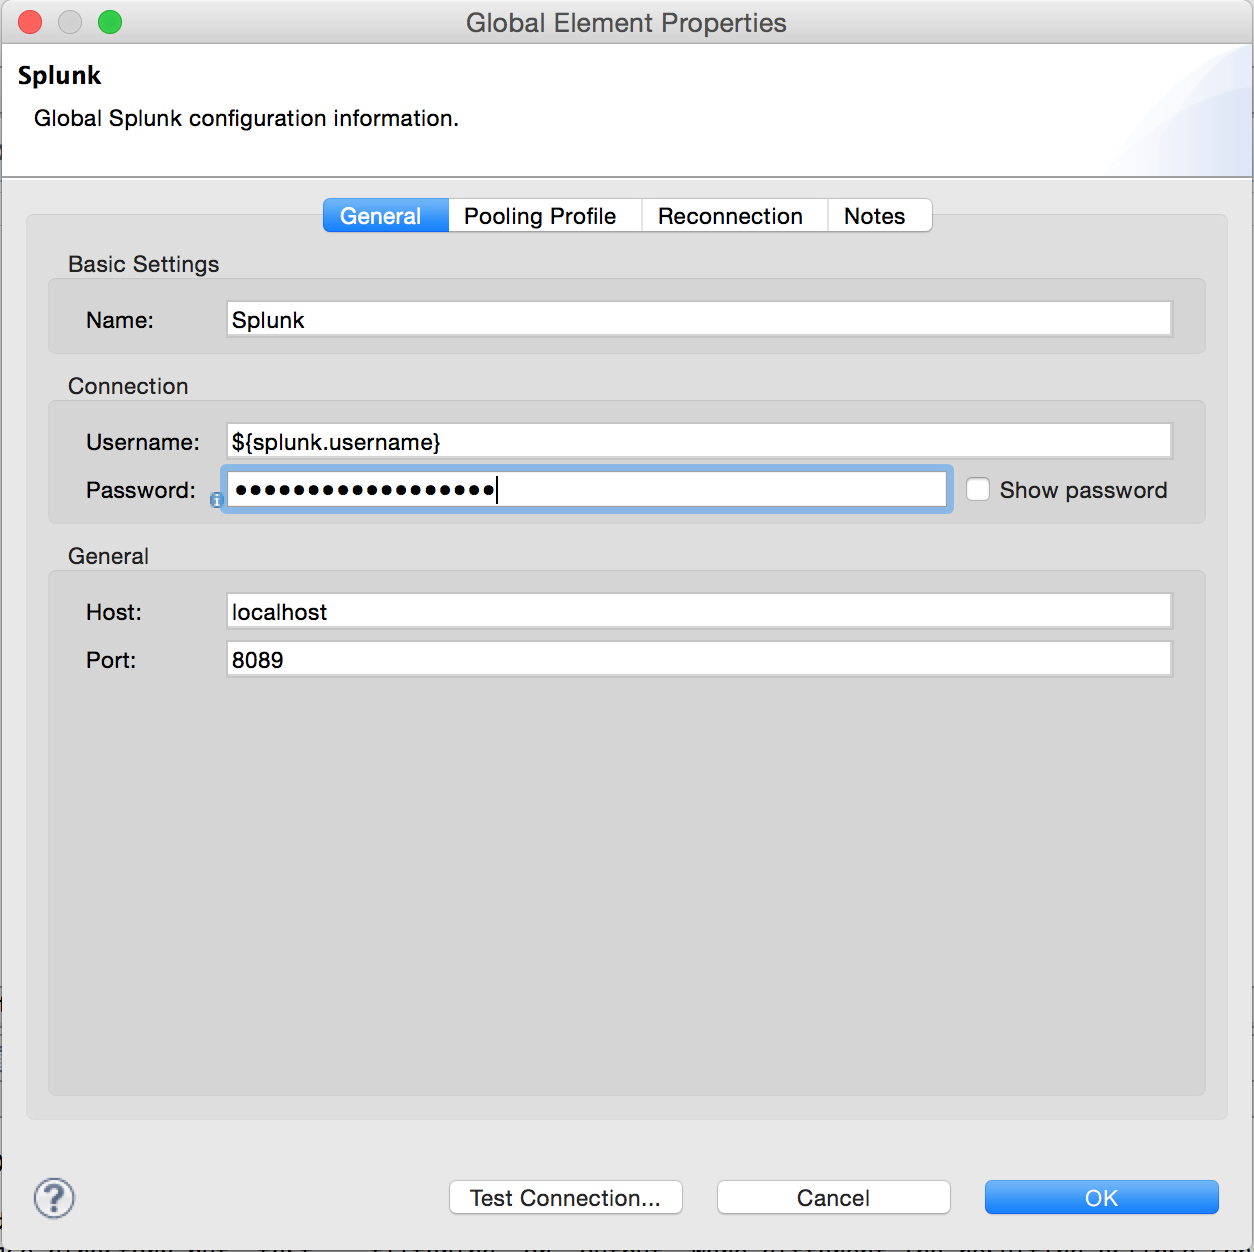 Global Element Properties
Splunk
Global Splunk configuration information.
General Pooling Profile Reconnection Notes
Basic Settings
Name: Splunk
Connection
Username: ${splunk.username}
Password: •••••••••••••••••• Show password
General
Host: localhost
Port: 8089
Test Connection... Cancel OK